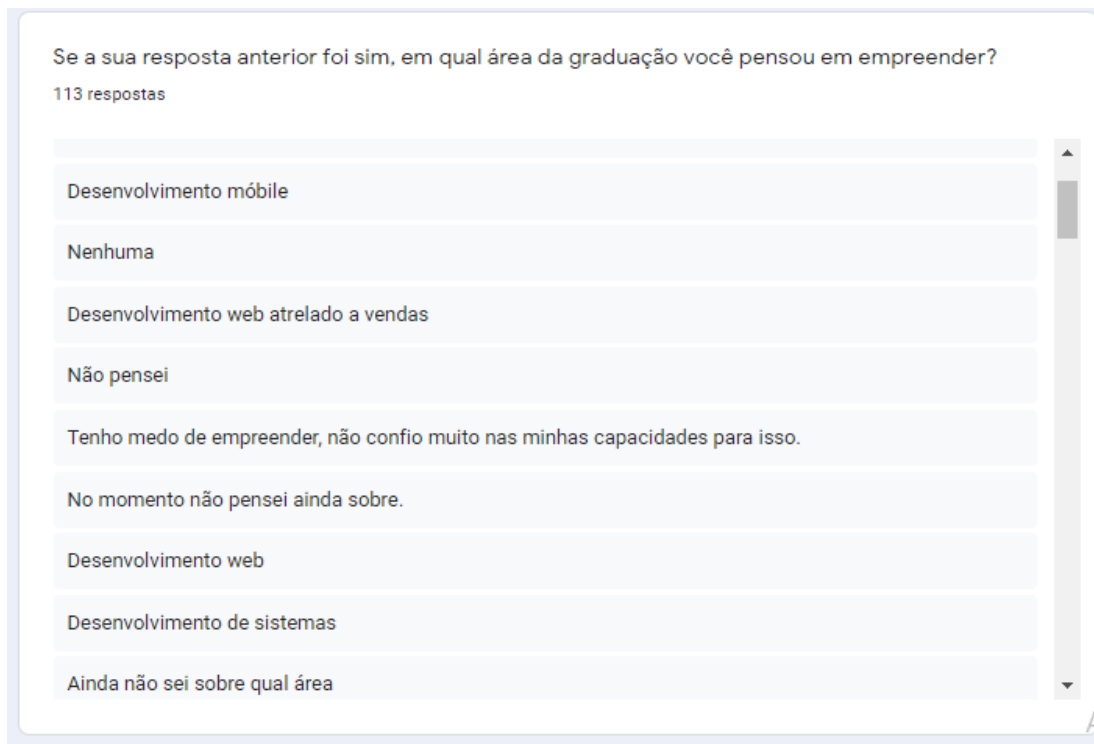 Se a sua resposta anterior foi sim, em qual área da graduação você pensou em empreender?
113 respostas
Desenvolvimento móbile
Nenhuma
Desenvolvimento web atrelado a vendas
Não pensei
Tenho medo de empreender, não confio muito nas minhas capacidades para isso.
No momento não pensei ainda sobre.
Desenvolvimento web
Desenvolvimento de sistemas
Ainda não sei sobre qual área